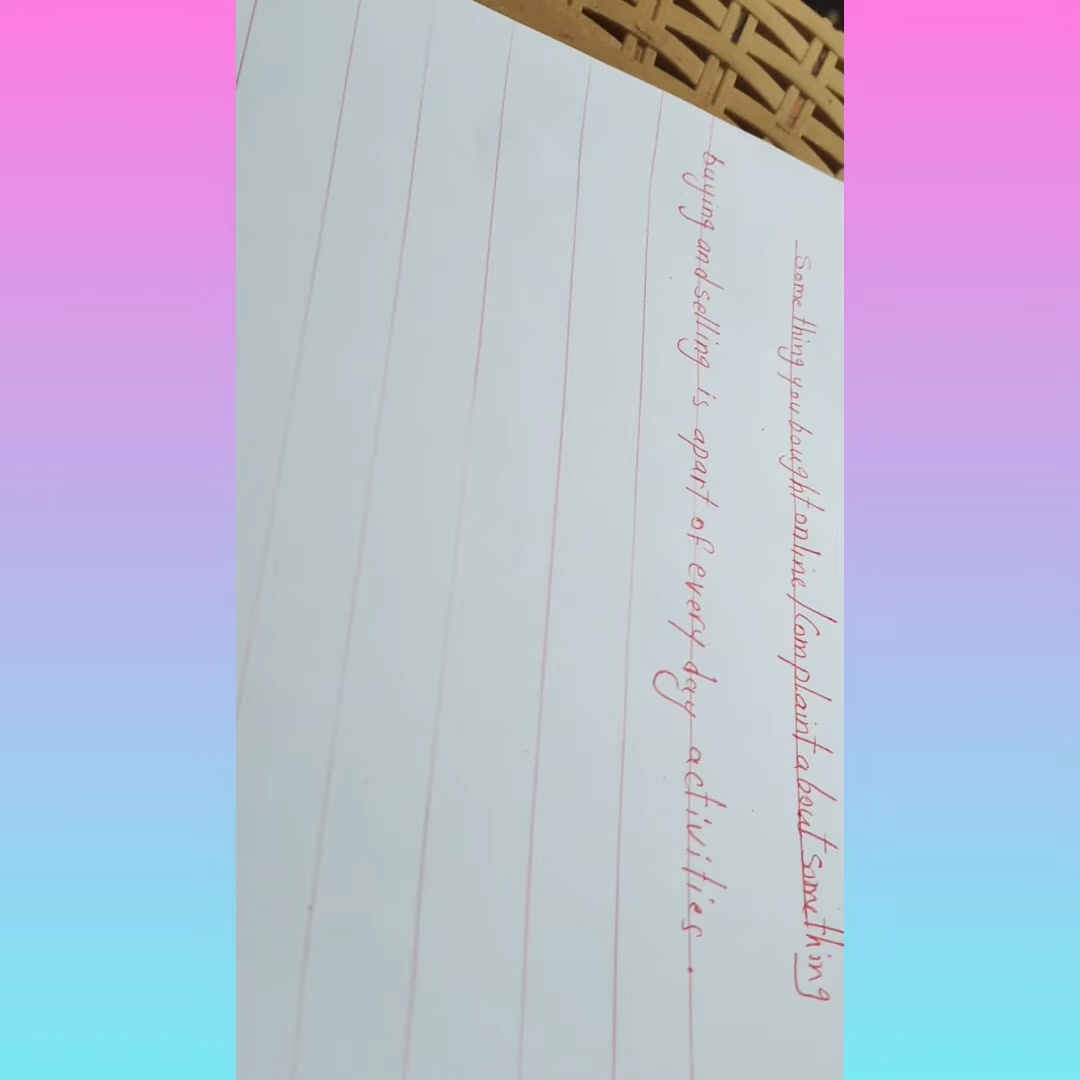 Something you bought online/Complaint about something
buying and selling is apart of every day activities.